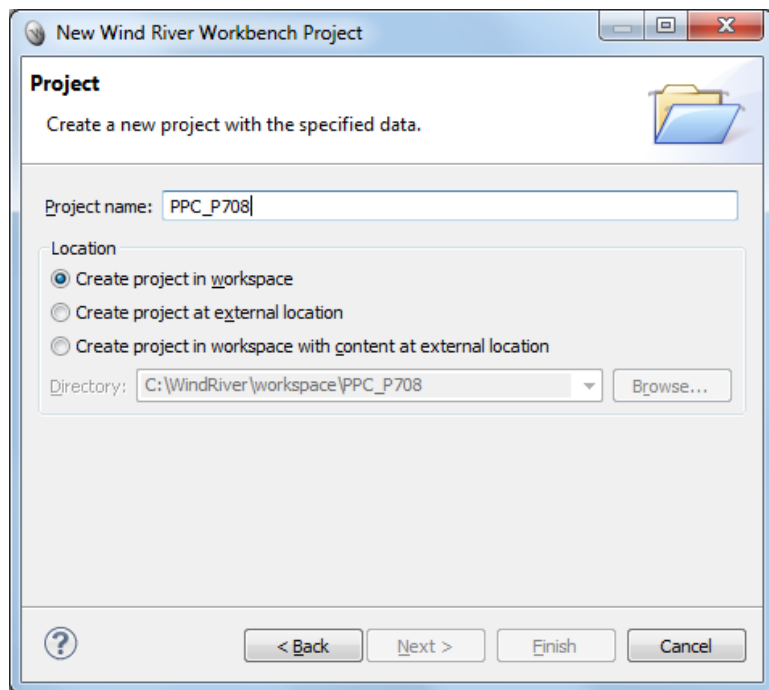 New Wind River Workbench Project
Project
Create a new project with the specified data.
Project name: PPC_P708
Location
Create project in workspace
Create project at external location
Create project in workspace with content at external location
Directory: C:\WindRiver\workspace\PPC_P708 Browse...
? < Back Next > Finish Cancel